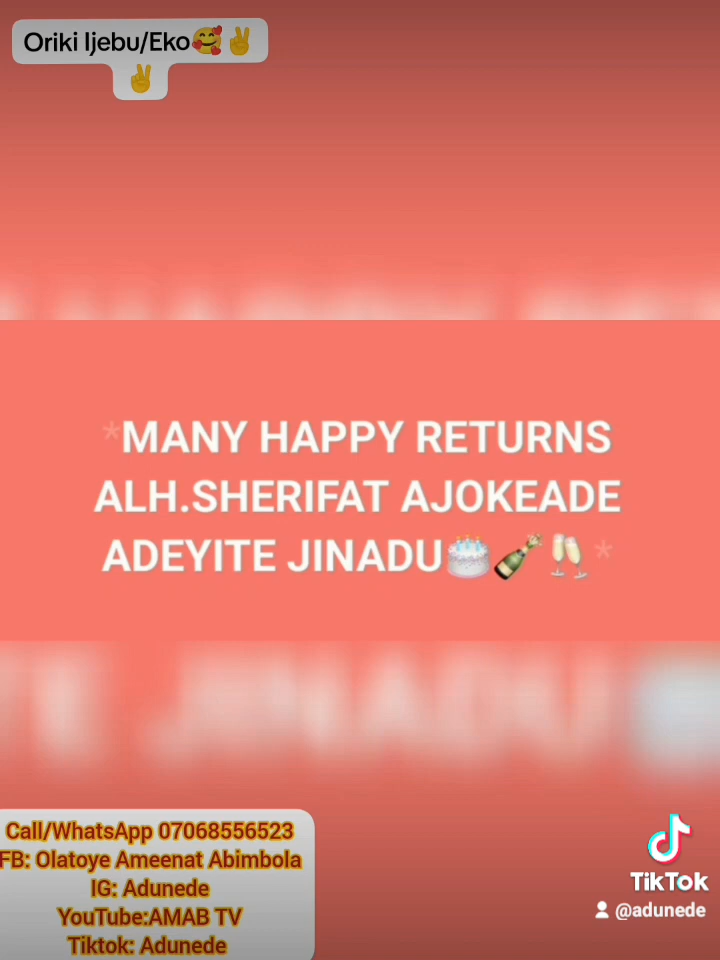 Oriki Ijebu/Eko🥰✌️
✌️
*MANY HAPPY RETURNS
ALH.SHERIFAT AJOKEADE
ADEYITE JINADU🎂🍾🥂*
Call/WhatsApp 07068556523
FB: Olatoye Ameenat Abimbola
IG: Adunede
YouTube:AMAB TV
Tiktok: Adunede
TikTok
@adunede